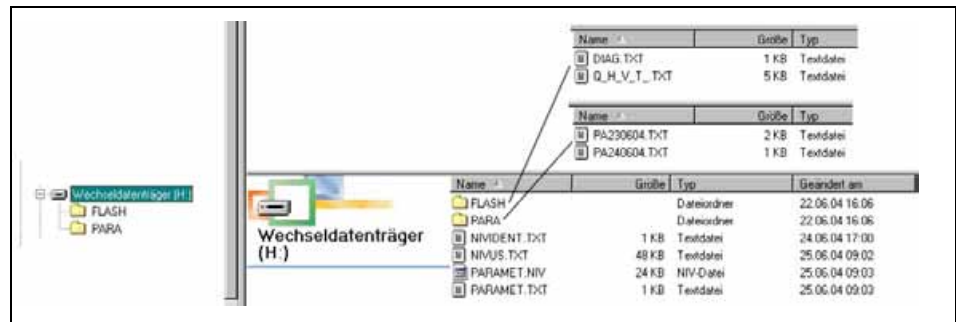 Name Größe Typ
DIAG.TXT 1 KB Textdatei
Q_H_V_T_.TXT 5 KB Textdatei
Name Größe Typ
PA230604.TXT 2 KB Textdatei
PA240604.TXT 1 KB Textdatei
Wechseldatenträger (H:)
FLASH
PARA
Wechseldatenträger
(H:)
Name Größe Typ Geändert am
FLASH Dateiordner 22.06.04 16:06
PARA Dateiordner 22.06.04 16:06
NIVIDENT.TXT 1 KB Textdatei 24.06.04 17:00
NIVUS.TXT 48 KB Textdatei 25.06.04 09:02
PARAMET.NIV 24 KB NIV-Datei 25.06.04 09:03
PARAMET.TXT 1 KB Textdatei 25.06.04 09:03